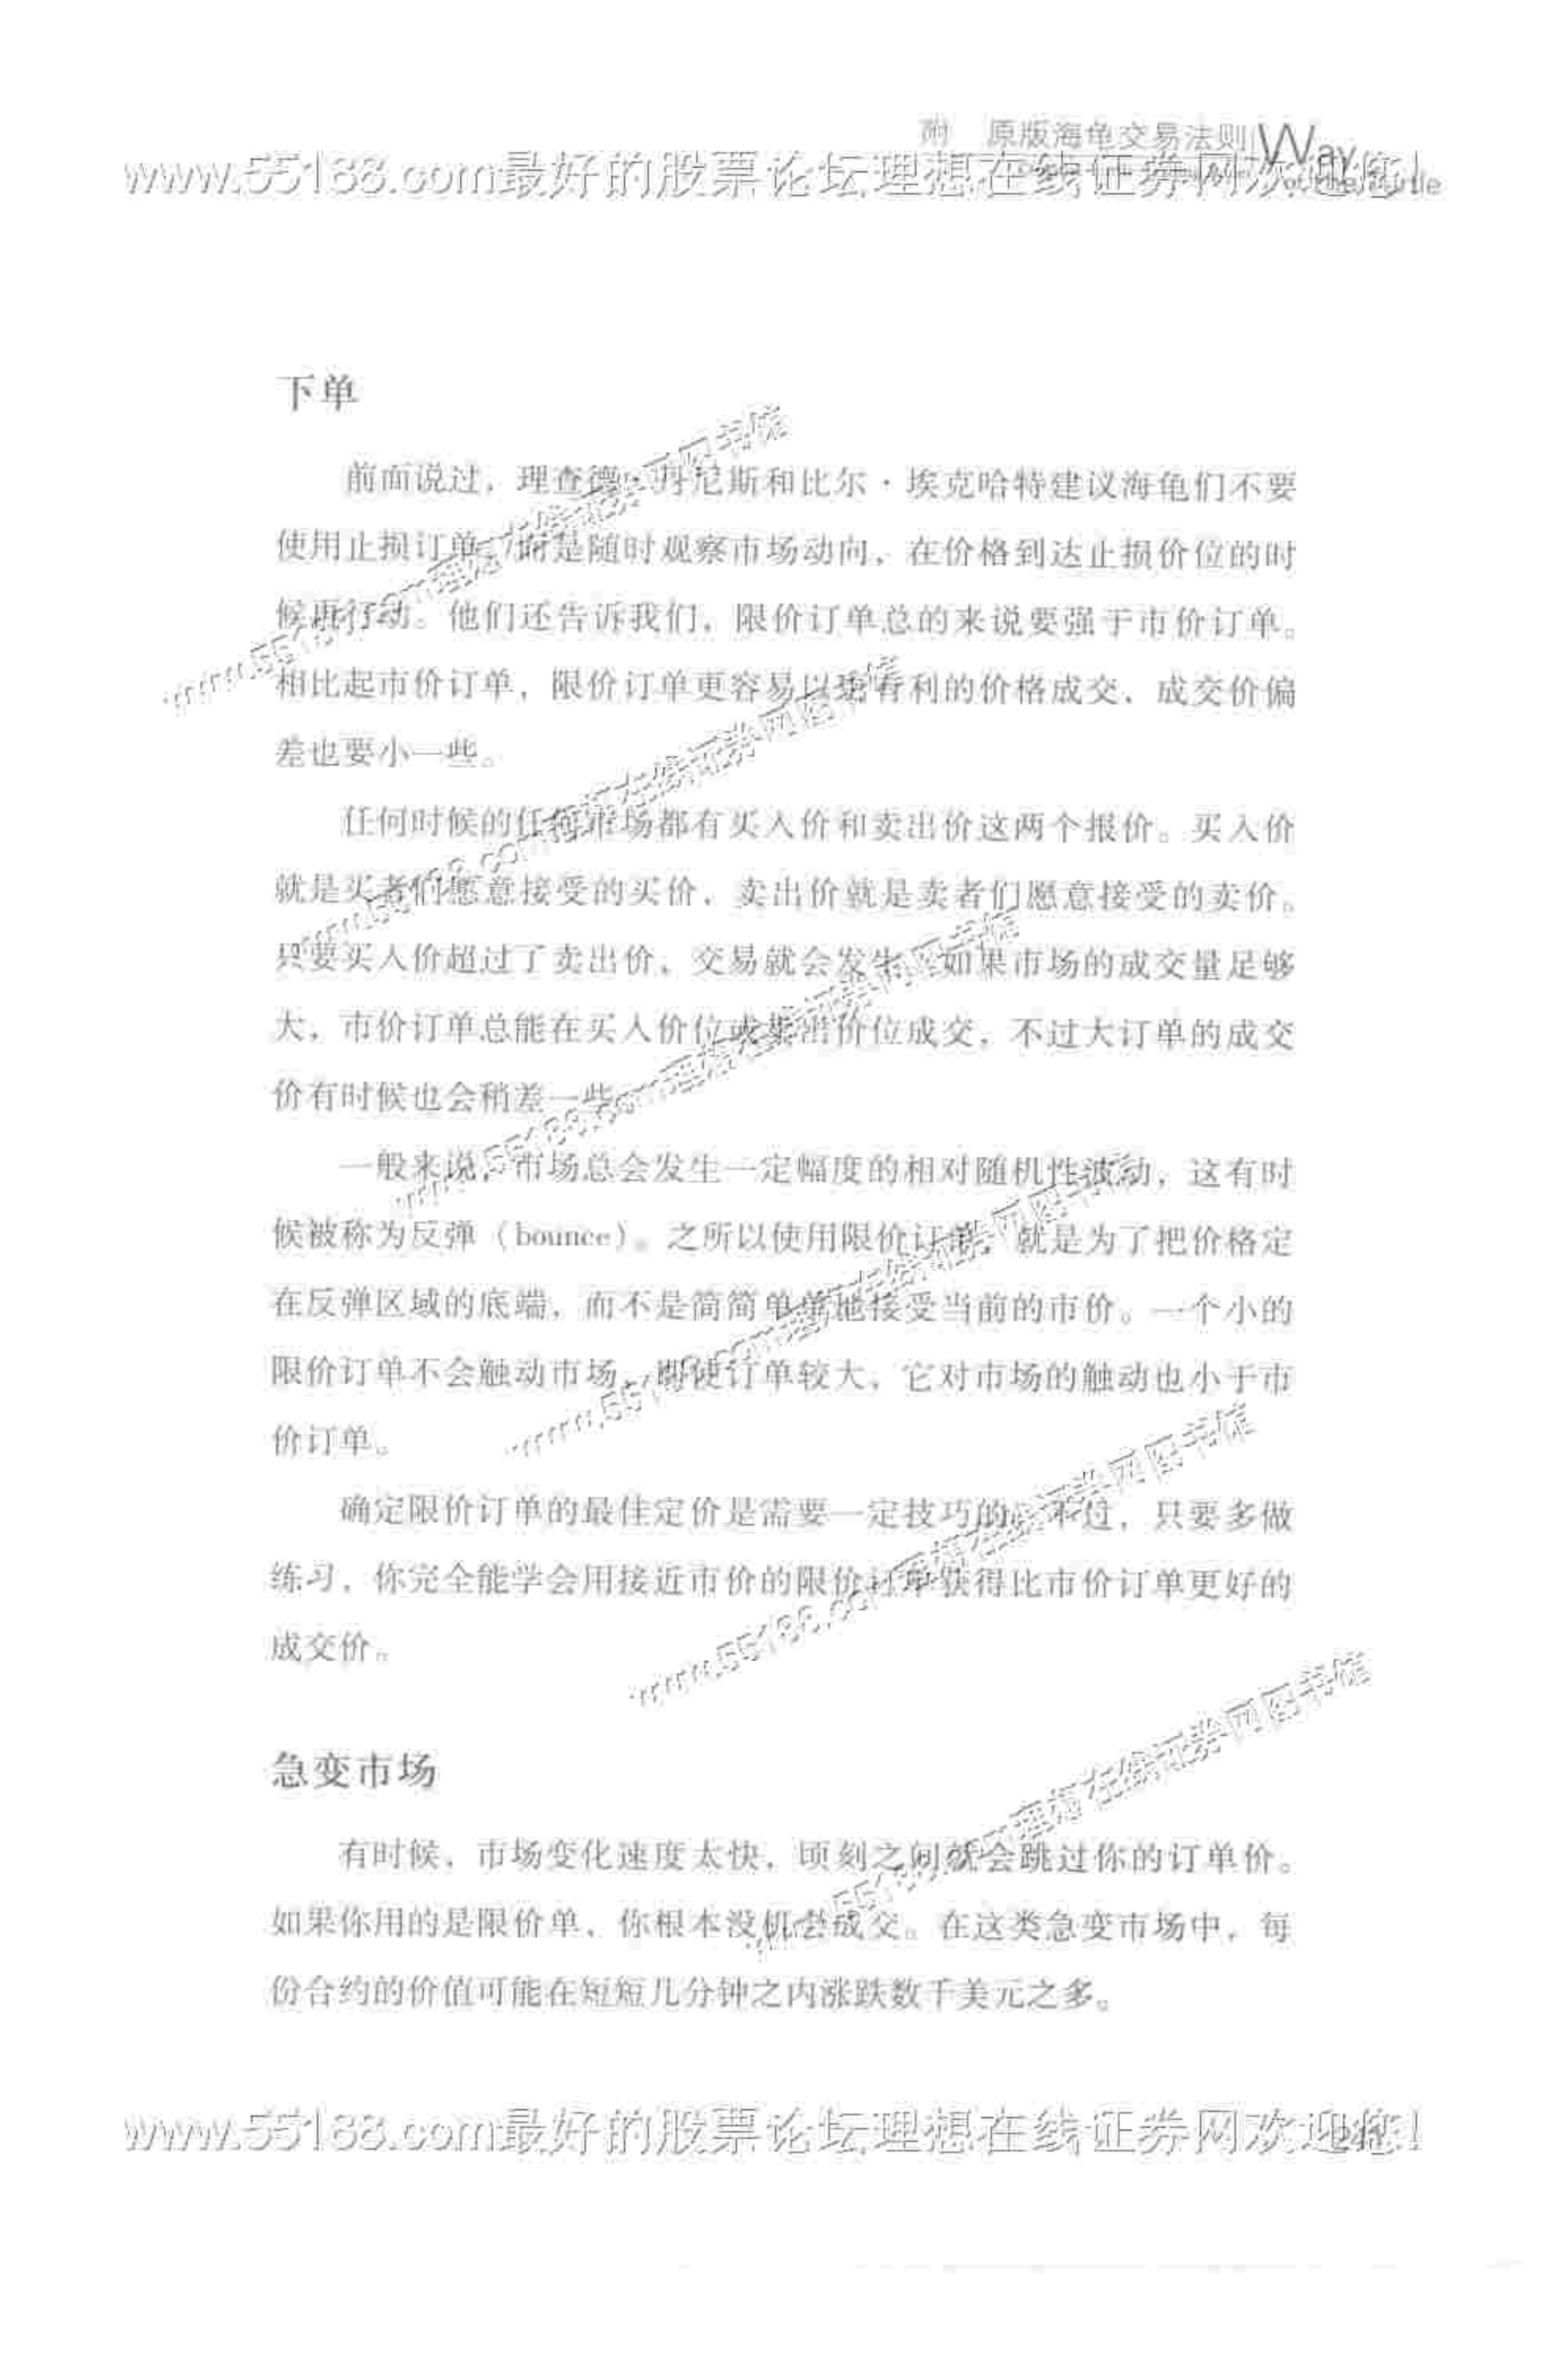 附 原版海龟交易法则 Way
www.55188.com最好的股票论坛理想在线证券网欢迎您!
下单
前面说过，理查德·丹尼斯和比尔·埃克哈特建议海龟们不要
使用止损订单，而是随时观察市场动向，在价格到达止损价位的时
候再行动。他们还告诉我们，限价订单总的来说要强于市价订单。
相比起市价订单，限价订单更容易以更有利的价格成交，成交价偏
差也要小一些。
任何时候的任何市场都有买入价和卖出价这两个报价。买入价
就是买者们愿意接受的买价，卖出价就是卖者们愿意接受的卖价。
只要买入价超过了卖出价，交易就会发生。如果市场的成交量足够
大，市价订单总能在买入价位或卖出价位成交，不过大订单的成交
价有时候也会稍差一些。
一般来说，市场总会发生一定幅度的相对随机性波动，这有时
候被称为反弹（bounce）。之所以使用限价订单，就是为了把价格定
在反弹区域的底端，而不是简简单单地接受当前的市价。一个小的
限价订单不会触动市场，即使订单较大，它对市场的触动也小于市
价订单。
确定限价订单的最佳定价是需要一定技巧的。不过，只要多做
练习，你完全能学会用接近市价的限价订单获得比市价订单更好的
成交价。
急变市场
有时候，市场变化速度太快，顷刻之间就会跳过你的订单价。
如果你用的是限价单，你根本没机会成交。在这类急变市场中，每
份合约的价值可能在短短几分钟之内涨跌数千美元之多。
www.55188.com最好的股票论坛理想在线证券网欢迎您!